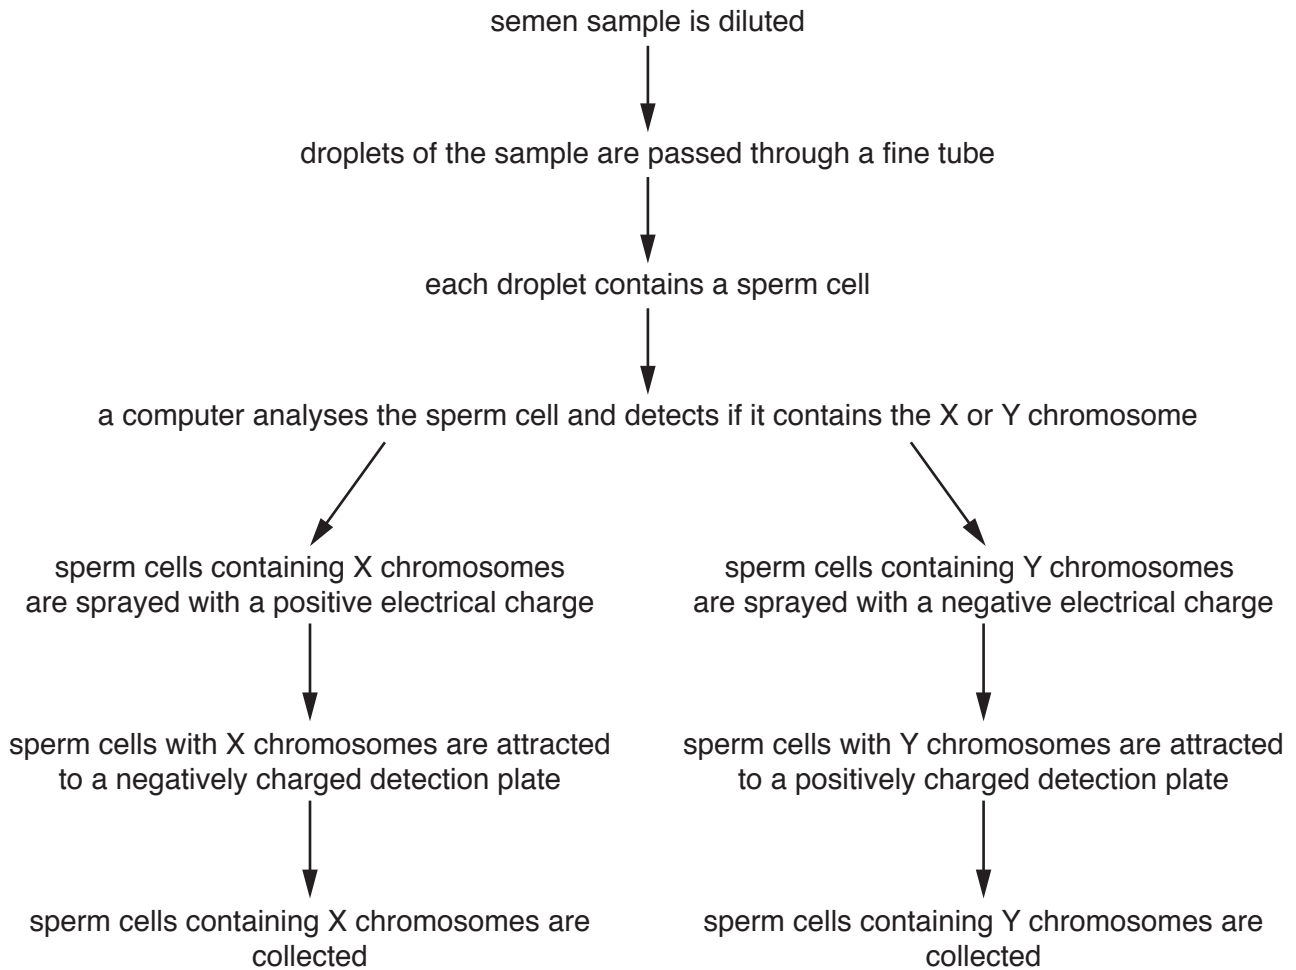 semen sample is diluted
droplets of the sample are passed through a fine tube
each droplet contains a sperm cell
a computer analyses the sperm cell and detects if it contains the X or Y chromosome
sperm cells containing X chromosomes
are sprayed with a positive electrical charge
sperm cells containing Y chromosomes
are sprayed with a negative electrical charge
sperm cells with X chromosomes are attracted
to a negatively charged detection plate
sperm cells with Y chromosomes are attracted
to a positively charged detection plate
sperm cells containing X chromosomes are
collected
sperm cells containing Y chromosomes are
collected